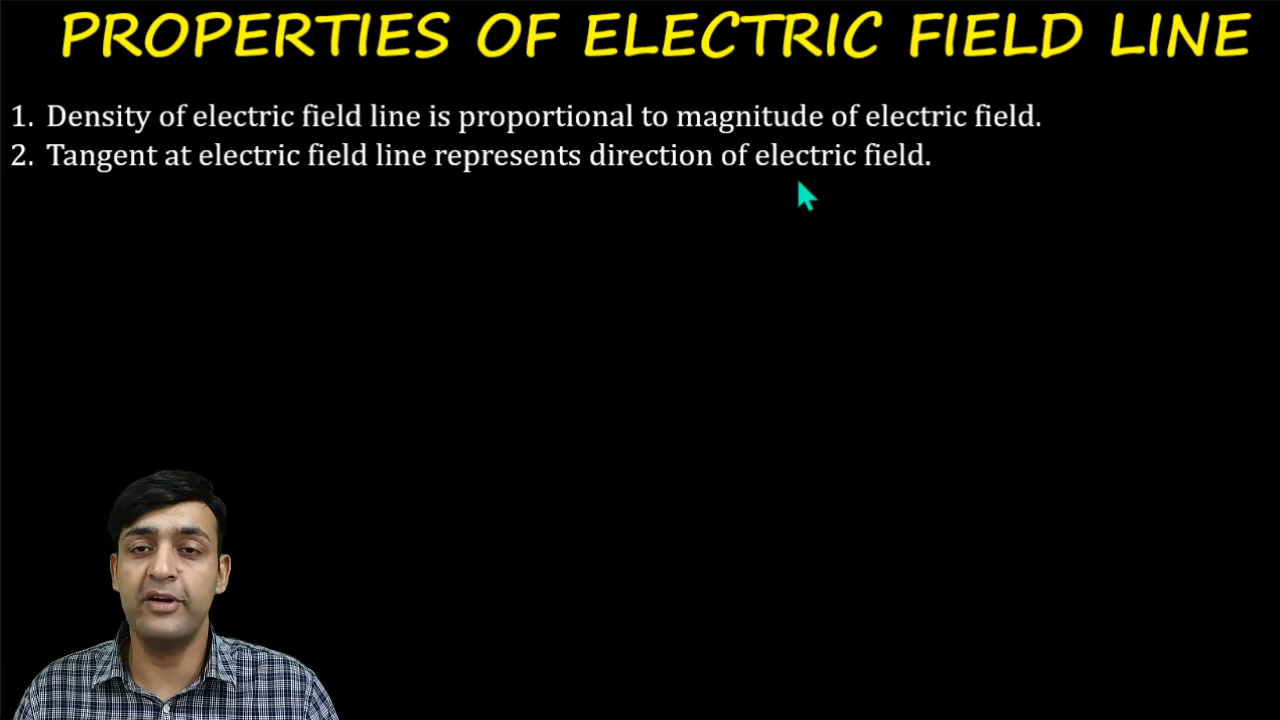 PROPERTIES OF ELECTRIC FIELD LINE
1. Density of electric field line is proportional to magnitude of electric field.
2. Tangent at electric field line represents direction of electric field.